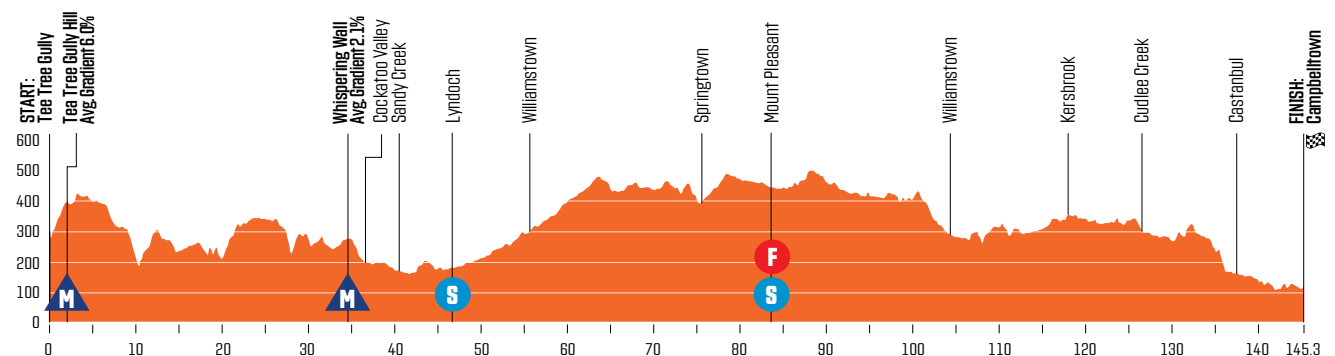 START:
Tee Tree Gully
Tea Tree Gully Hill
Avg. Gradient 6.0%
Whispering Wall
Avg. Gradient 2.1%
Cockatoo Valley
Sandy Creek
Lyndoch
Williamstown
Springtown
Mount Pleasant
Williamstown
Kersbrook
Cudlee Creek
Castanbul
FINISH:
Campbelltown
600
500
400
300
200
100
0
M
M
S
F
S
0 10 20 30 40 50 60 70 80 90 100 110 120 130 140 145.3